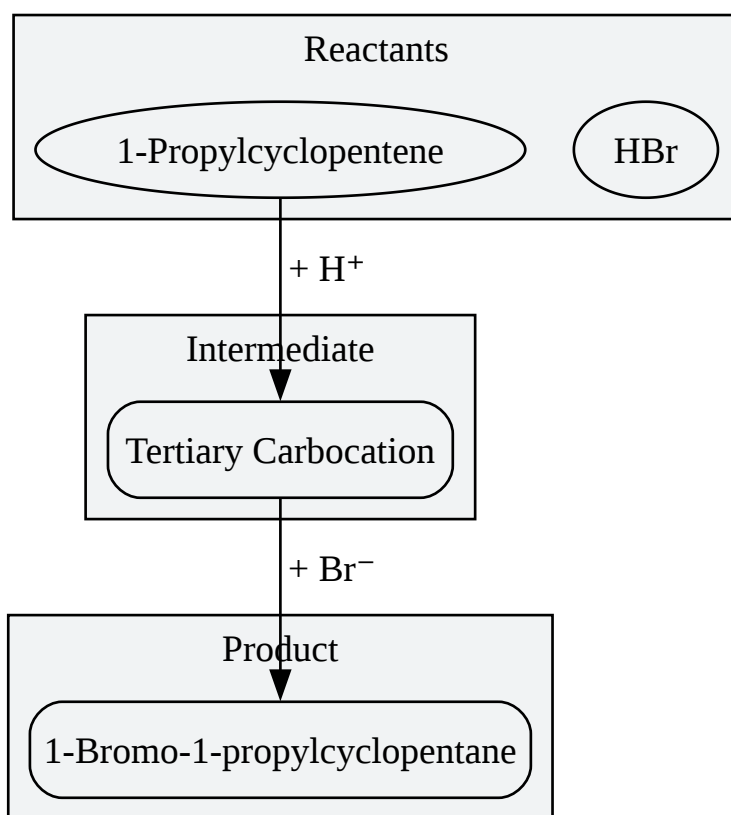 Reactants
1-Propylcyclopentene
HBr
+ H⁺
Intermediate
Tertiary Carbocation
+ Br⁻
Product
1-Bromo-1-propylcyclopentane